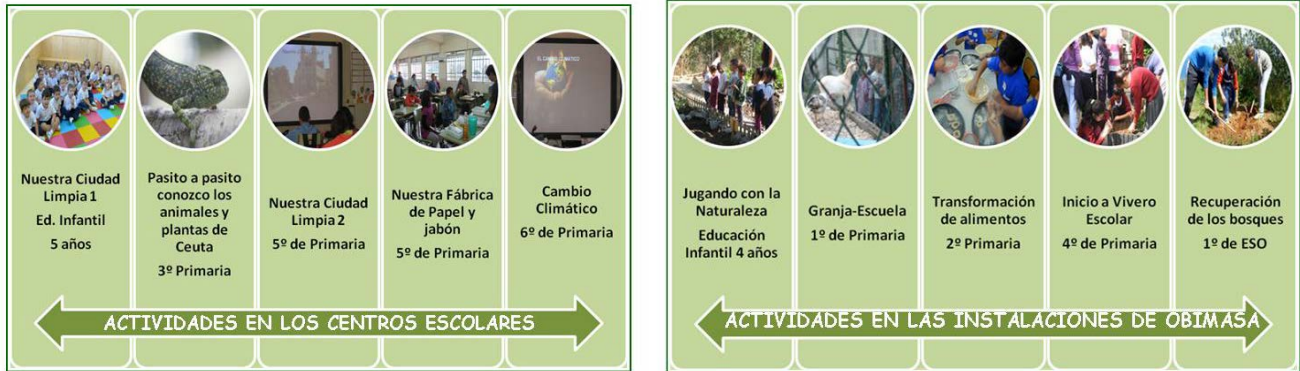 Nuestra Ciudad
Limpia 1
Ed. Infantil
5 años
Pasito a pasito
conozco los
animales y
plantas de
Ceuta
3º Primaria
Nuestra Ciudad
Limpia 2
5º de Primaria
Nuestra Fábrica
de Papel y
jabón
5º de Primaria
EL CAMBIO CLIMÁTICO
Cambio
Climático
6º de Primaria
ACTIVIDADES EN LOS CENTROS ESCOLARES
Jugando con la
Naturaleza
Educación
Infantil 4 años
Granja-Escuela
1º de Primaria
Transformación
de alimentos
2º Primaria
Inicio a Vivero
Escolar
4º de Primaria
Recuperación
de los bosques
1º de ESO
ACTIVIDADES EN LAS INSTALACIONES DE OBIMASA